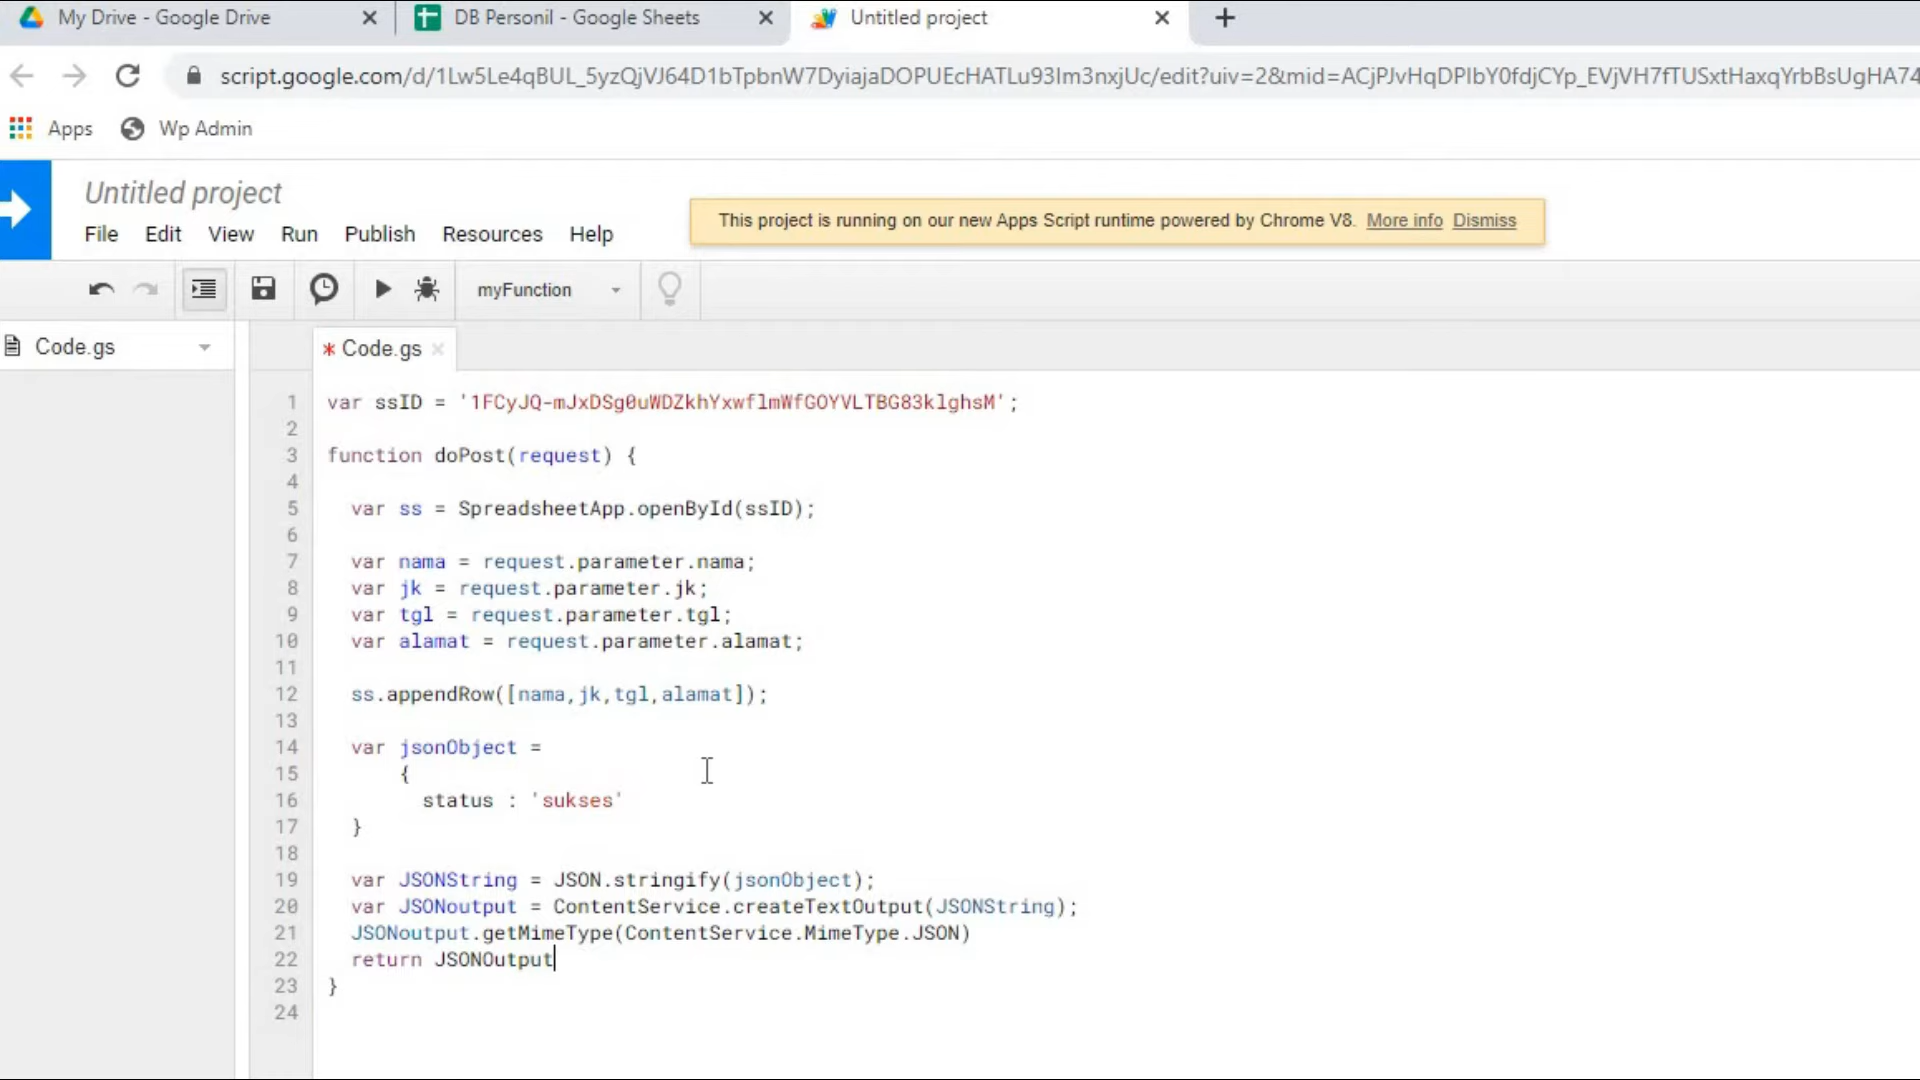 My Drive - Google Drive
DB Personil - Google Sheets
Untitled project
script.google.com/d/1Lw5Le4qBUL_5yzQjVJ64D1bTpbnW7DyiajaDOPUEcHATLu93Im3nxjUc/edit?uiv=2&mid=ACjPJvHqDPIbY0fdjCYp_EVjVH7fTUSxtHaxqYrbBsUgHA74
Apps
Wp Admin
Untitled project
File Edit View Run Publish Resources Help
This project is running on our new Apps Script runtime powered by Chrome V8. More info Dismiss
myFunction
Code.gs
* Code.gs
1 var ssID = '1FCyJQ-mJxDSg0uWDZkhYxwflmWfGOYVLTBG83klghsM';
2
3 function doPost(request) {
4
5 var ss = SpreadsheetApp.openById(ssID);
6
7 var nama = request.parameter.nama;
8 var jk = request.parameter.jk;
9 var tgl = request.parameter.tgl;
10 var alamat = request.parameter.alamat;
11
12 ss.appendRow([nama,jk,tgl,alamat]);
13
14 var jsonObject =
15 {
16 status : 'sukses'
17 }
18
19 var JSONString = JSON.stringify(jsonObject);
20 var JSONoutput = ContentService.createTextOutput(JSONString);
21 JSONoutput.getMimeType(ContentService.MimeType.JSON)
22 return JSONOutput
23 }
24